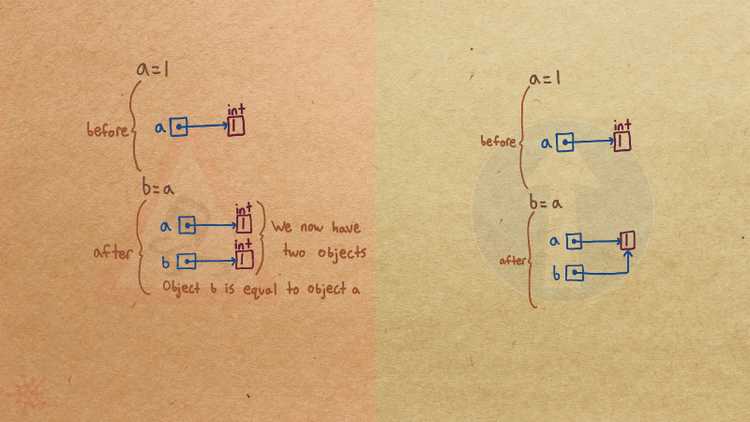 a=1
before
a
int
1
b=a
after
a
int
1
b
int
1
We now have
two objects
Object b is equal to object a
a=1
before
a
int
1
b=a
after
a
1
b